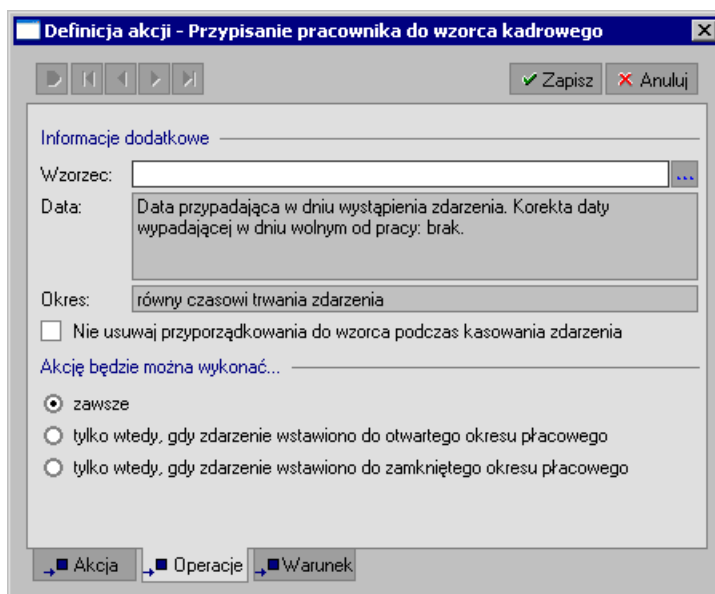 Definicja akcji - Przypisanie pracownika do wzorca kadrowego
Zapisz
Anuluj
Informacje dodatkowe
Wzorzec:
...
Data:
Data przypadająca w dniu wystąpienia zdarzenia. Korekta daty
wypadającej w dniu wolnym od pracy: brak.
Okres:
równy czasowi trwania zdarzenia
Nie usuwaj przyporządkowania do wzorca podczas kasowania zdarzenia
Akcję będzie można wykonać...
zawsze
tylko wtedy, gdy zdarzenie wstawiono do otwartego okresu płacowego
tylko wtedy, gdy zdarzenie wstawiono do zamkniętego okresu płacowego
Akcja
Operacje
Warunek